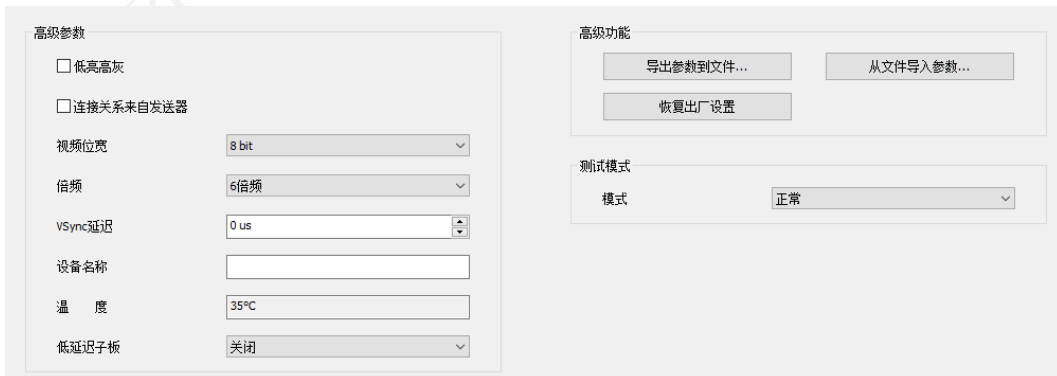 高级参数
低亮高灰
连接关系来自发送器
视频位宽 8 bit
倍频 6倍频
VSync延迟 0 us
设备名称
温 度 35℃
低延迟子板 关闭
高级功能
导出参数到文件... 从文件导入参数...
恢复出厂设置
测试模式
模式 正常